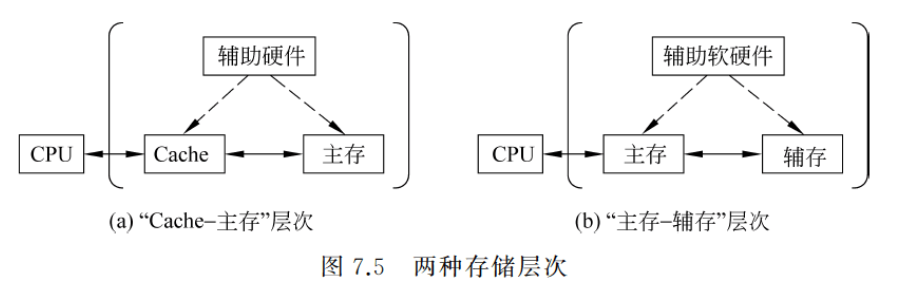 辅助硬件
CPU
Cache
主存
(a) “Cache–主存”层次
辅助软硬件
CPU
主存
辅存
(b) “主存–辅存”层次
图 7.5 两种存储层次